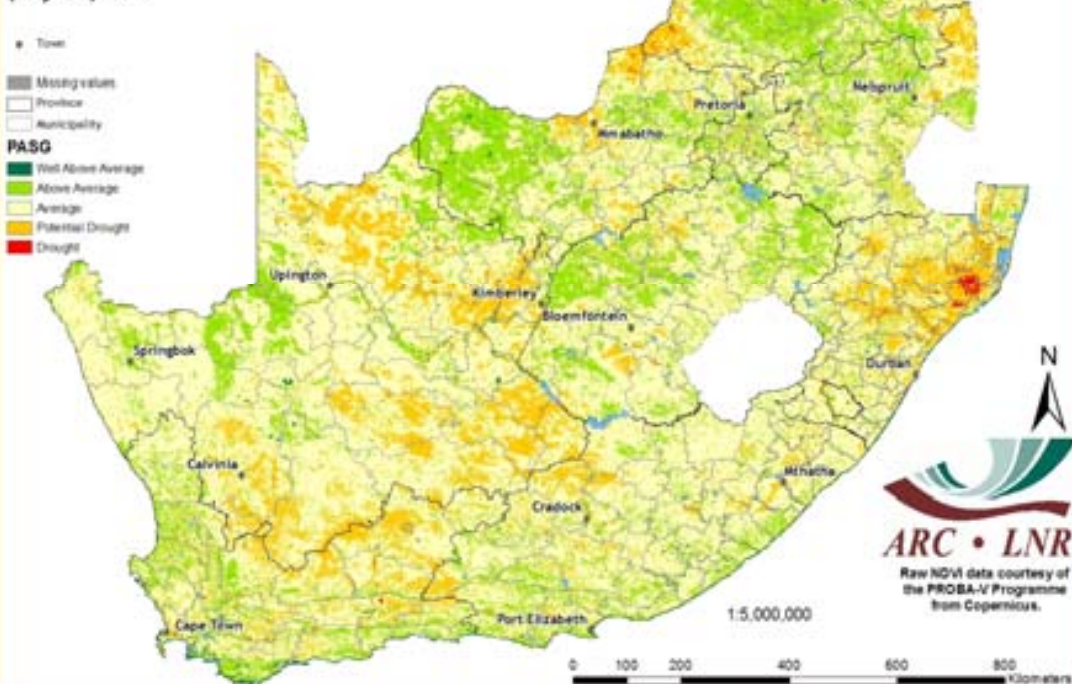 Town
Missing values
Province
Municipality
PASG
Well Above Average
Above Average
Average
Potential Drought
Drought
Nelspruit
Pretoria
Mmabatho
Upington
Kimberley
Bloemfontein
Springbok
Durban
N
Calvinia
Mthatha
Cradock
ARC • LNR
Raw NDVI data courtesy of
the PROBA-V Programme
from Copernicus.
1:5,000,000
Cape Town
Port Elizabeth
0 100 200 400 600 800
Kilometers